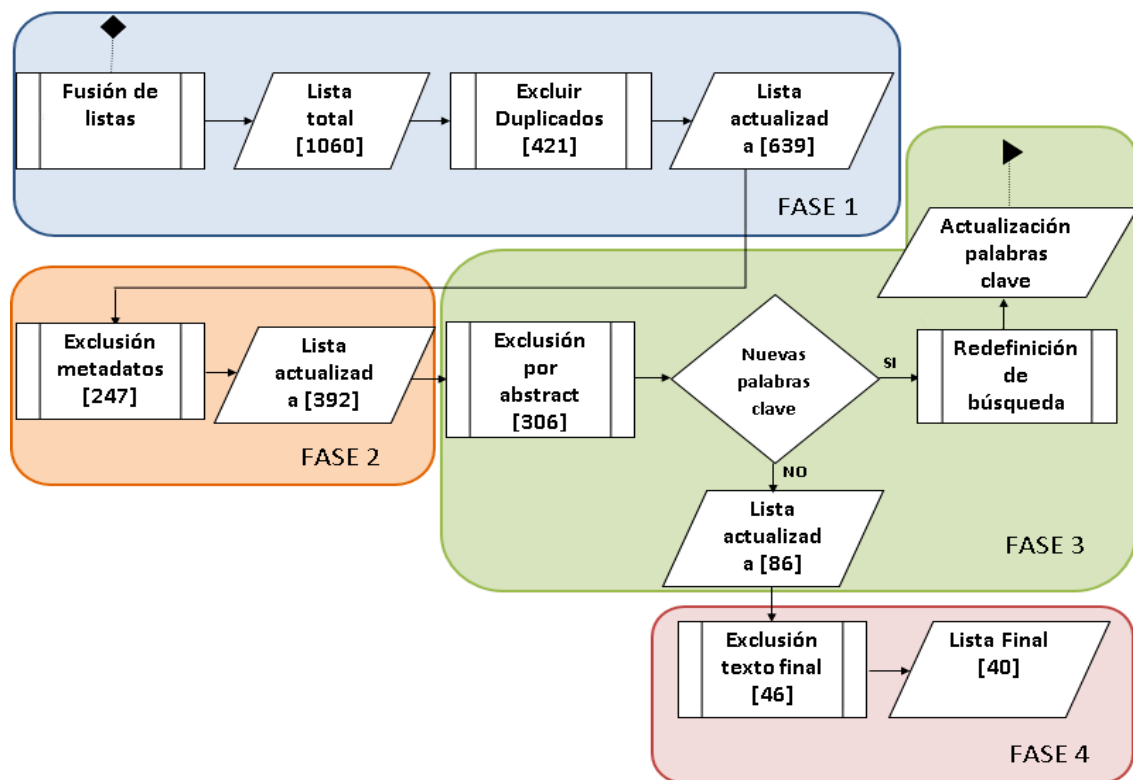 Fusión de
listas
Lista
total
[1060]
Excluir
Duplicados
[421]
Lista
actualizad
a [639]
FASE 1
Exclusión
metadatos
[247]
Lista
actualizad
a [392]
FASE 2
Exclusión
por
abstract
[306]
Nuevas
palabras
clave
SI
Redefinición
de
búsqueda
Actualización
palabras
clave
NO
Lista
actualizad
a [86]
FASE 3
Exclusión
texto final
[46]
Lista Final
[40]
FASE 4